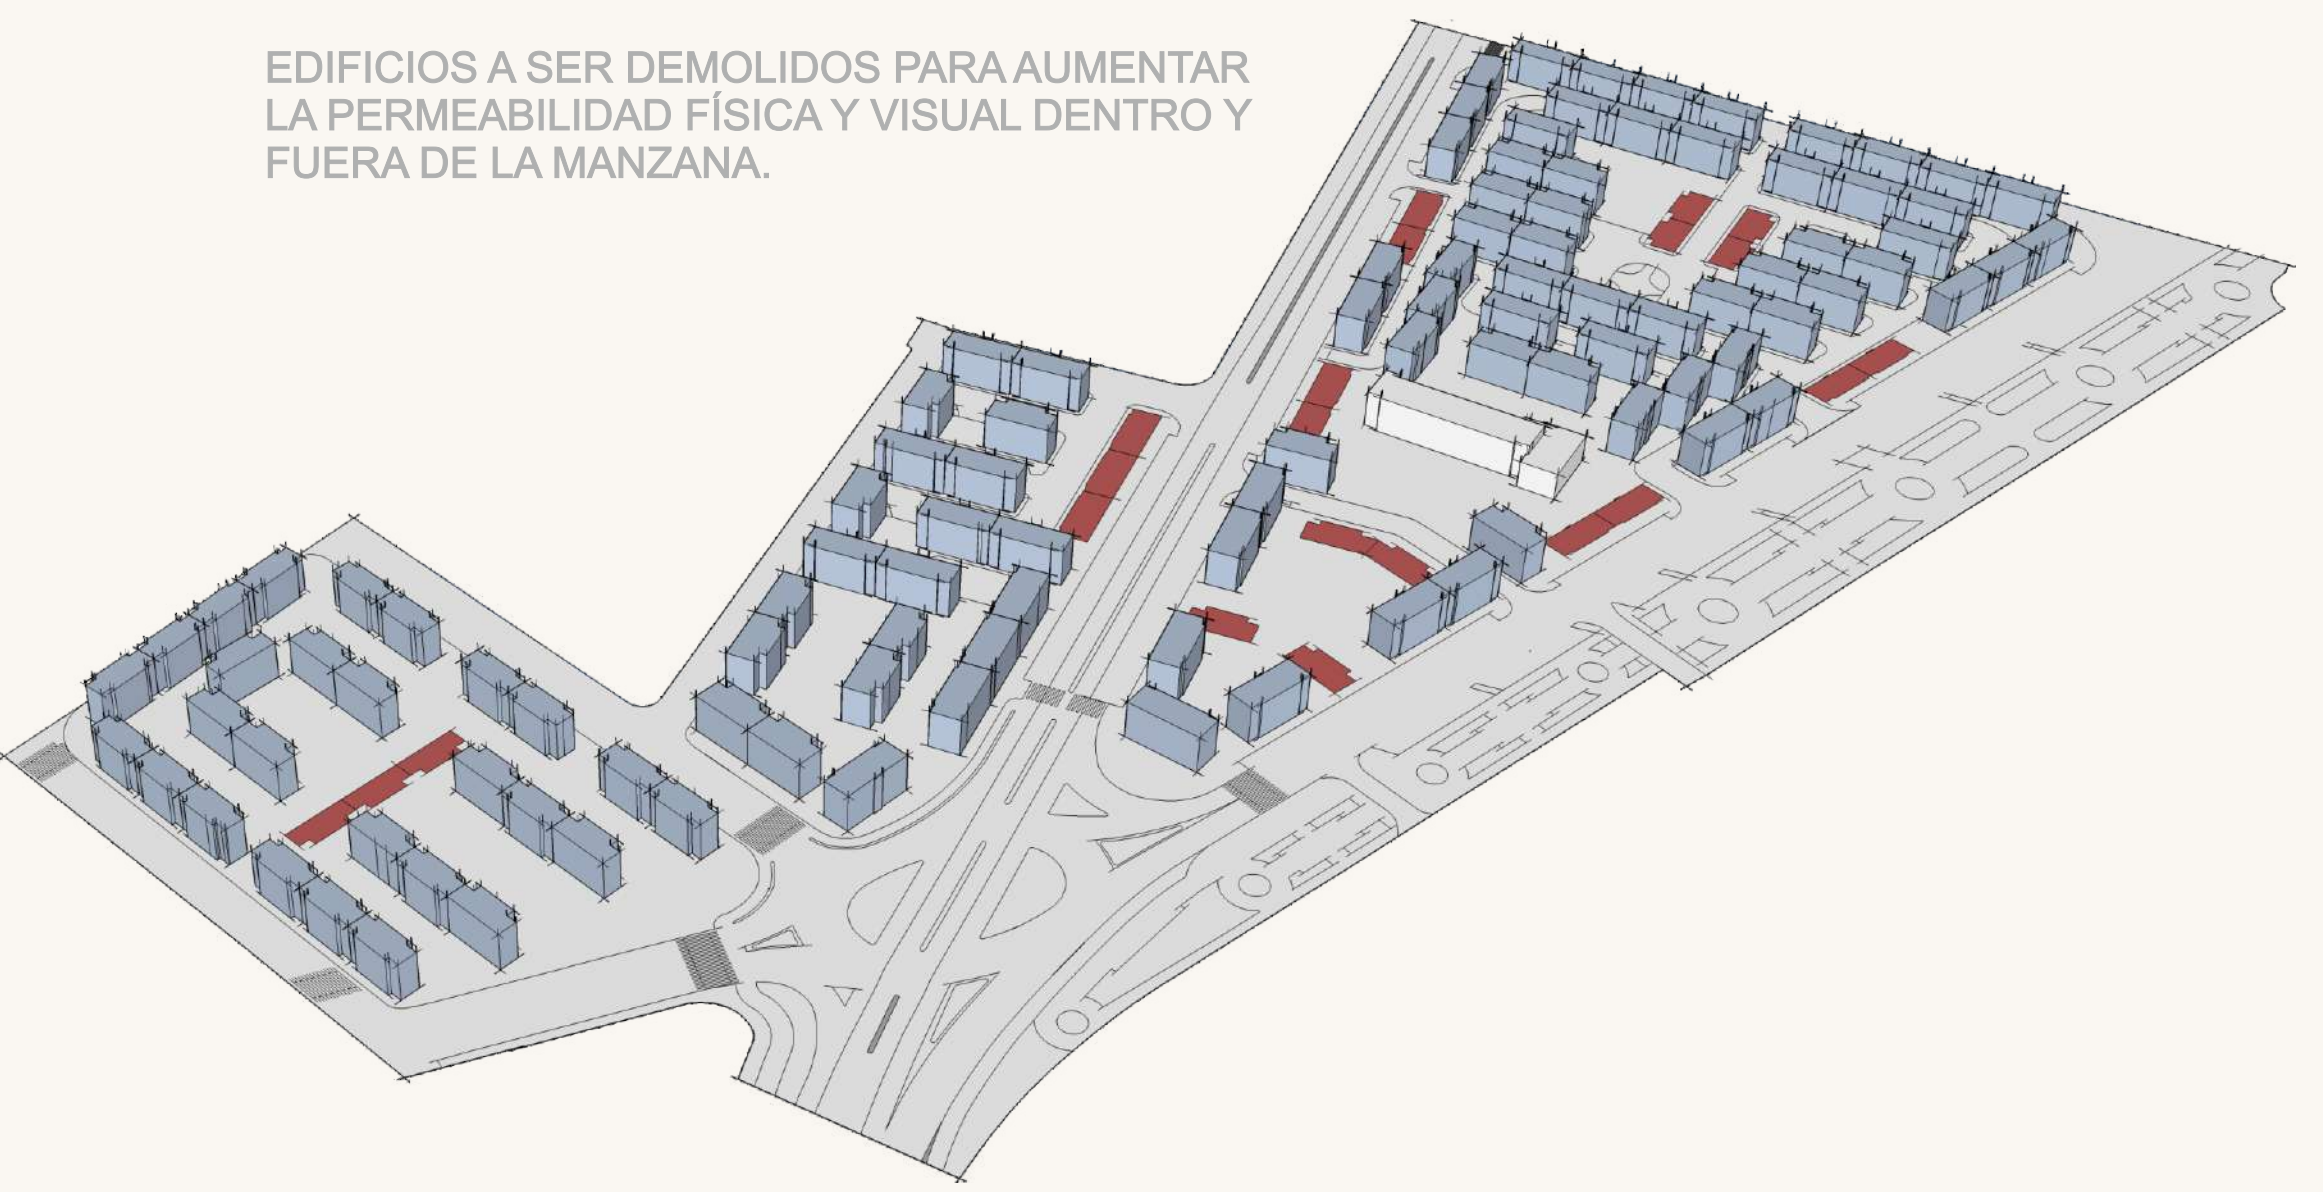 EDIFICIOS A SER DEMOLIDOS PARA AUMENTAR
LA PERMEABILIDAD FÍSICA Y VISUAL DENTRO Y
FUERA DE LA MANZANA.